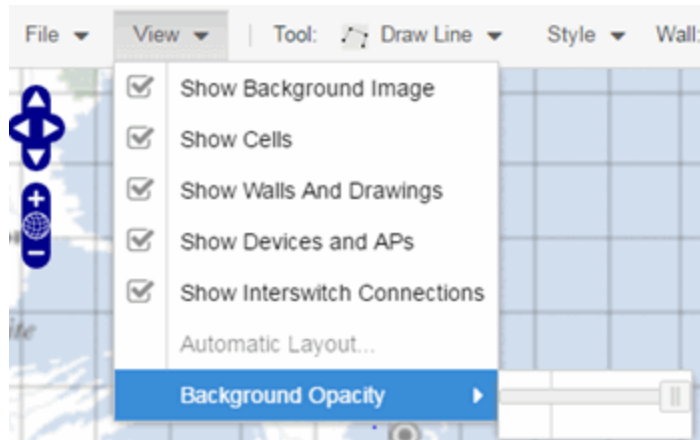 File View Tool: Draw Line Style Wall:
Show Background Image
Show Cells
Show Walls And Drawings
Show Devices and APs
Show Interswitch Connections
Automatic Layout...
Background Opacity